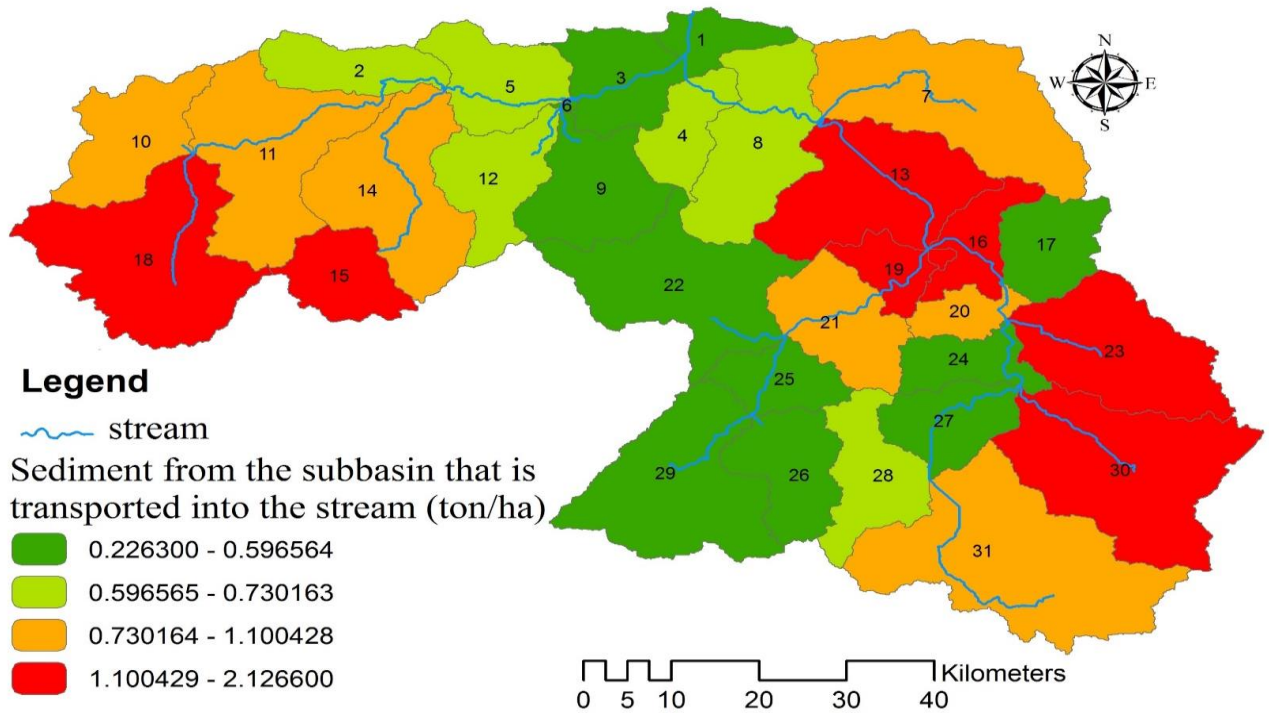 1
N
2
3
5
W E
7
6
S
10
4
8
11
13
12
14
9
16
17
18
19
15
22
20
21
23
24
25
Legend
27
stream
Sediment from the subbasin that is
29
26
28
30
transported into the stream (ton/ha)
0.226300 - 0.596564
31
0.596565 - 0.730163
0.730164 - 1.100428
1.100429 - 2.126600
Kilometers
0 5 10 20 30 40